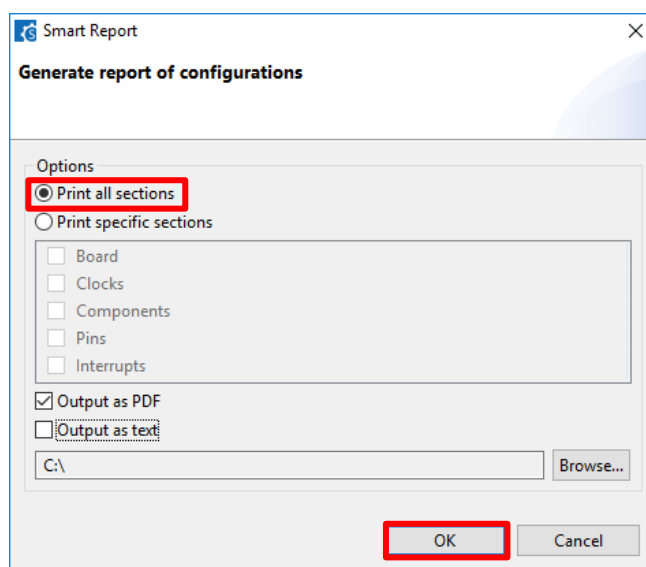 Smart Report
Generate report of configurations
Options
Print all sections
Print specific sections
Board
Clocks
Components
Pins
Interrupts
Output as PDF
Output as text
C:\
Browse...
OK
Cancel